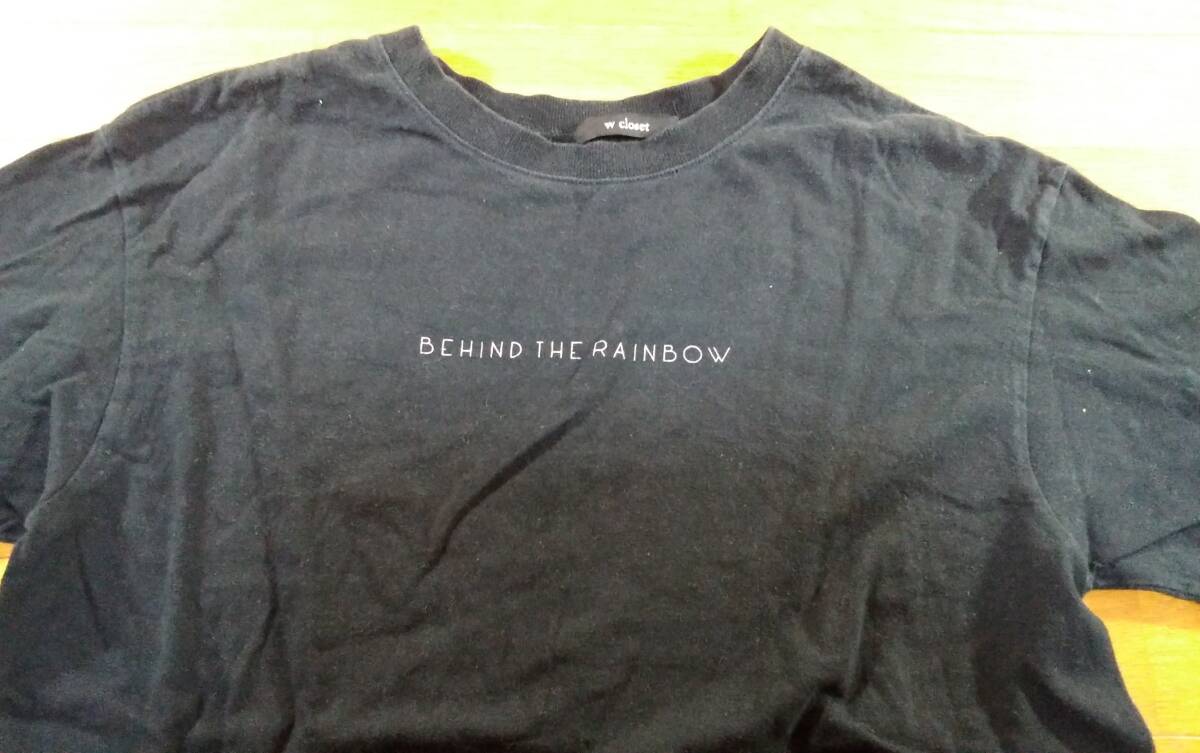 w closet
BEHIND THE RAINBOW